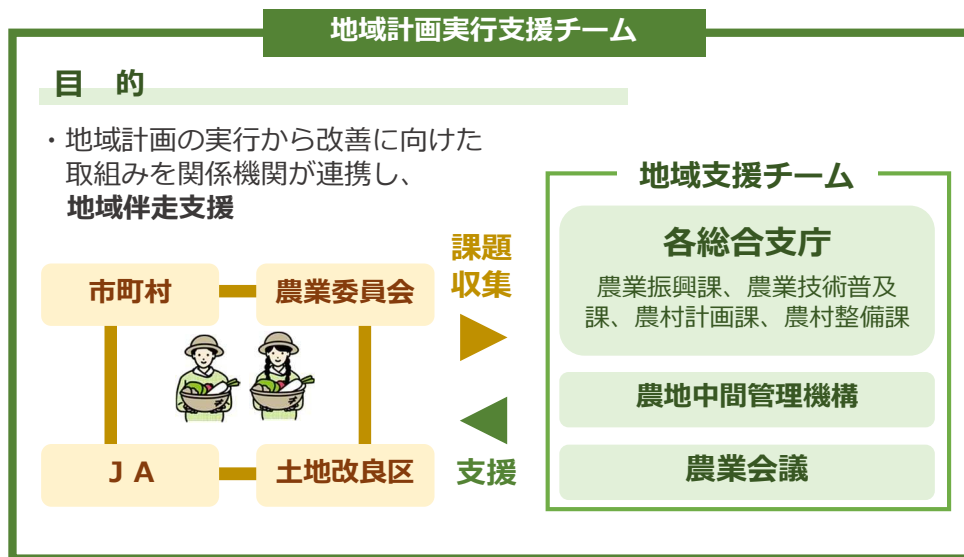 地域計画実行支援チーム
目 的
・地域計画の実行から改善に向けた
取組みを関係機関が連携し、
地域伴走支援
市町村
農業委員会
ＪＡ
土地改良区
課題
収集
支援
地域支援チーム
各総合支庁
農業振興課、農業技術普及
課、農村計画課、農村整備課
農地中間管理機構
農業会議